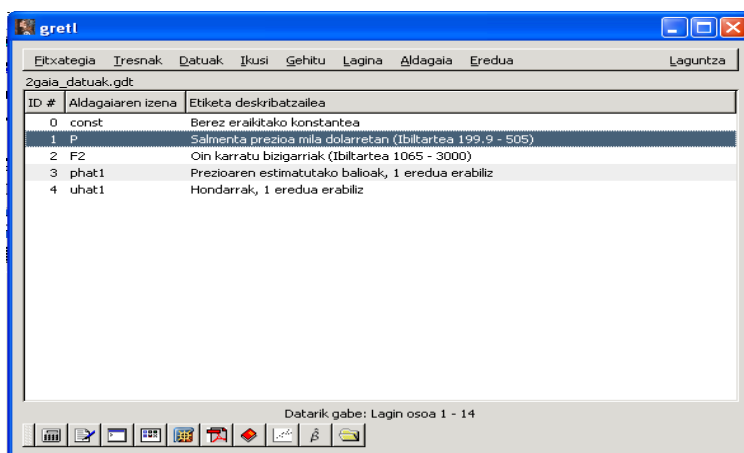 gretl
Fitxategia Tresnak Datuak Ikusi Gehitu Lagina Aldagaia Eredua Laguntza
2gaia_datuak.gdt
ID # Aldagaiaren izena Etiketa deskribatzailea
0 const Berez eraikitako konstantea
1 P Salmenta prezioa mila dolarretan (Ibiltartea 199.9 - 505)
2 F2 Oin karratu bizigarriak (Ibiltartea 1065 - 3000)
3 phat1 Prezioaren estimatutako balioak, 1 eredua erabiliz
4 uhat1 Hondarrak, 1 eredua erabiliz
Datarik gabe: Lagin osoa 1 - 14
β̂